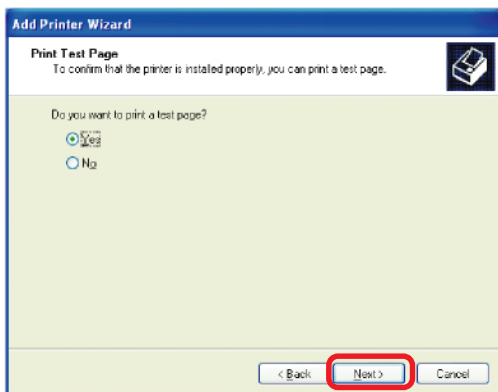 Add Printer Wizard
Print Test Page
To confirm that the printer is installed properly, you can print a test page.
Do you want to print a test page?
Yes
No
< Back Next > Cancel